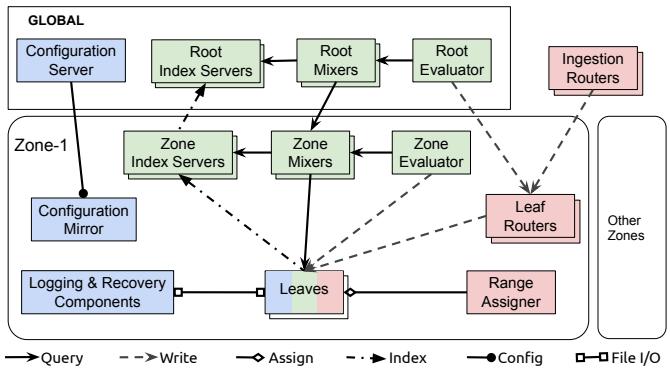 GLOBAL
Configuration
Server
Root
Index Servers
Root
Mixers
Root
Evaluator
Ingestion
Routers
Zone-1
Zone
Index Servers
Zone
Mixers
Zone
Evaluator
Configuration
Mirror
Leaf
Routers
Other
Zones
Logging & Recovery
Components
Leaves
Range
Assigner
Query
Write
Assign
Index
Config
File I/O